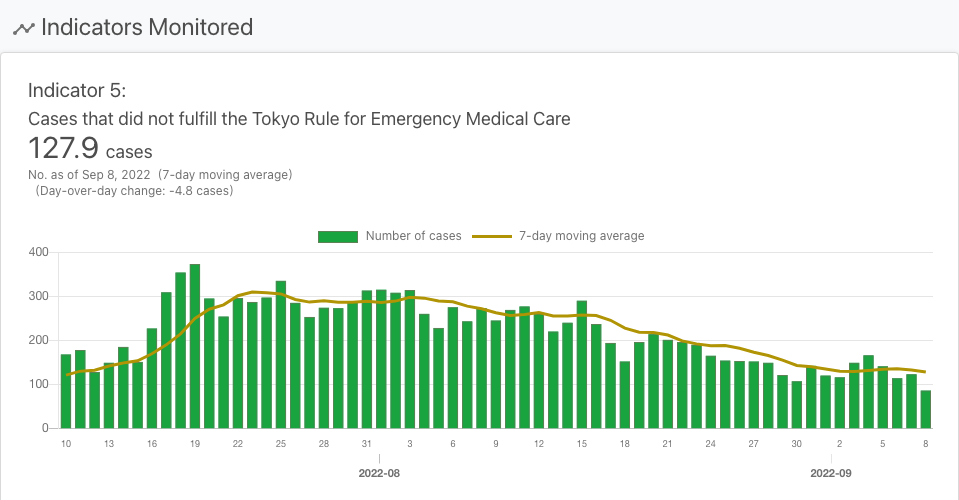 Indicators Monitored
Indicator 5:
Cases that did not fulfill the Tokyo Rule for Emergency Medical Care
127.9 cases
No. as of Sep 8, 2022 (7-day moving average)
(Day-over-day change: -4.8 cases)
Number of cases 7-day moving average
400
300
200
100
0
10 13 16 19 22 25 28 31 3 6 9 12 15 18 21 24 27 30 2 5 8
2022-08 2022-09